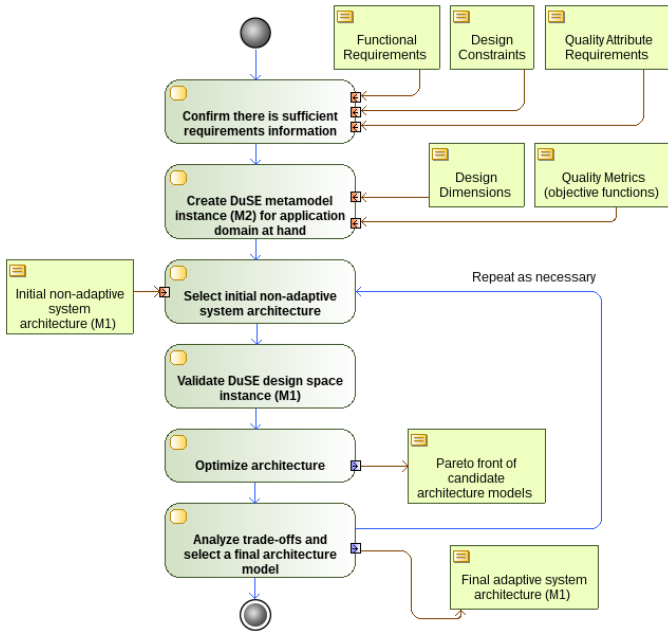 Functional
Requirements
Design
Constraints
Quality Attribute
Requirements
Confirm there is sufficient
requirements information
Create DuSE metamodel
instance (M2) for application
domain at hand
Design
Dimensions
Quality Metrics
(objective functions)
Initial non-adaptive
system
architecture (M1)
Select initial non-adaptive
system architecture
Repeat as necessary
Validate DuSE design space
instance (M1)
Optimize architecture
Pareto front of
candidate
architecture models
Analyze trade-offs and
select a final architecture
model
Final adaptive system
architecture (M1)